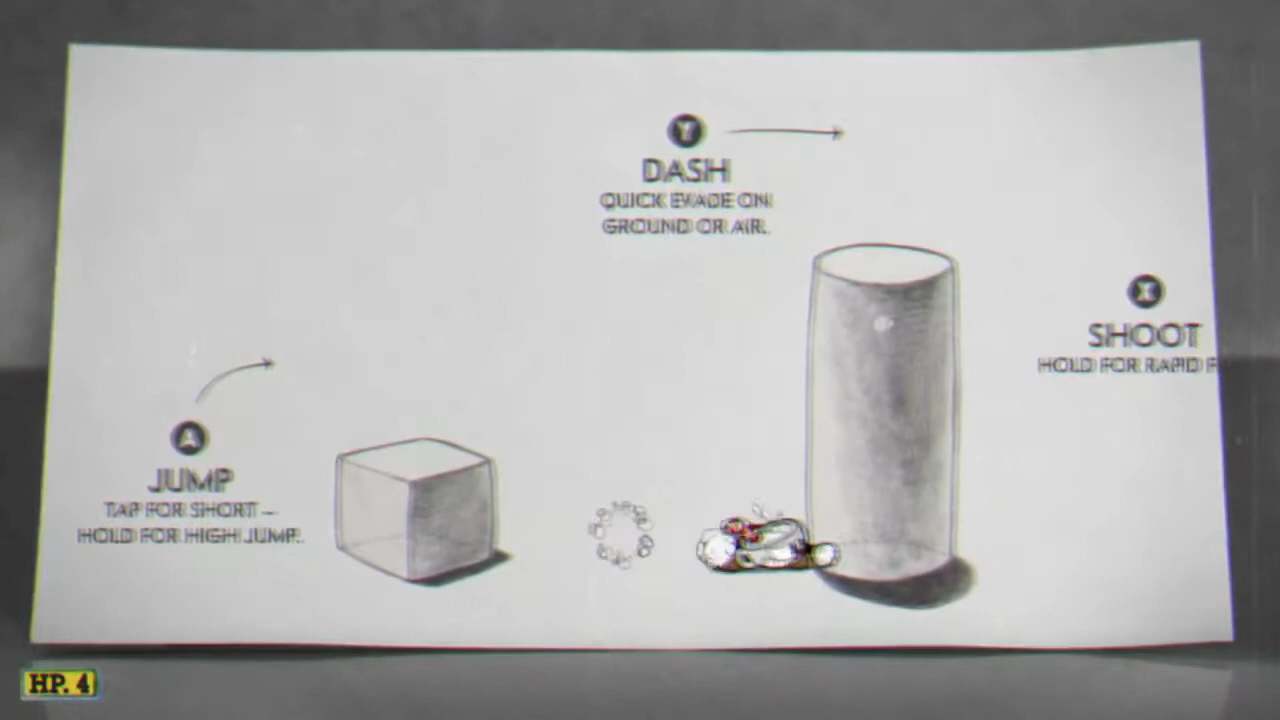 Y
DASH
QUICK EVADE ON
GROUND OR AIR.
X
SHOOT
HOLD FOR RAPID F
A
JUMP
TAP FOR SHORT –
HOLD FOR HIGH JUMP.
HP. 4